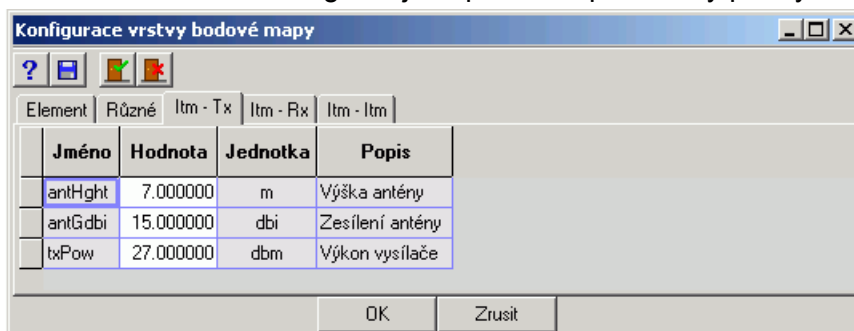 Konfigurace vrstvy bodové mapy
Element Různé Itm - Tx Itm - Rx Itm - Itm
Jméno Hodnota Jednotka Popis
antHght 7.000000 m Výška antény
antGdbi 15.000000 dbi Zesílení antény
txPow 27.000000 dbm Výkon vysílače
OK Zrusit